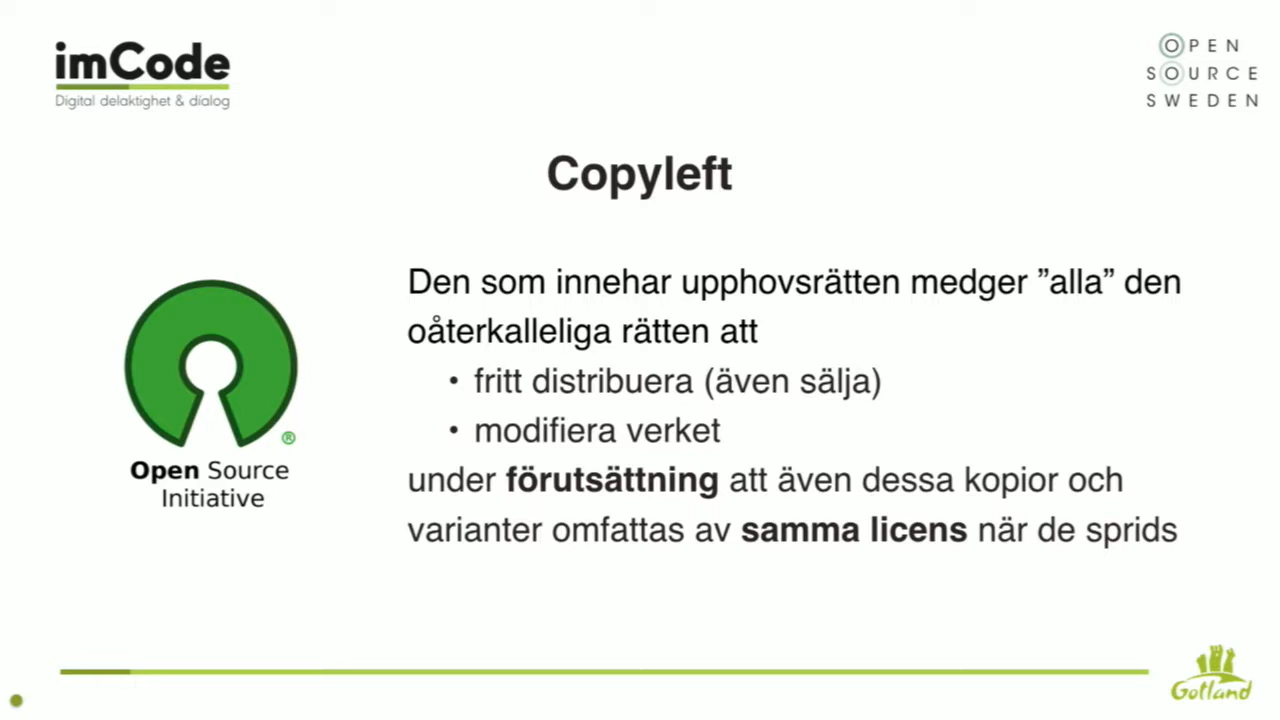 imCode
Digital delaktighet & dialog
OPEN
SOURCE
SWEDEN
Copyleft
Den som innehar upphovsrätten medger ”alla” den
oåterkalleliga rätten att
• fritt distribuera (även sälja)
• modifiera verket
under förutsättning att även dessa kopior och
varianter omfattas av samma licens när de sprids
®
Open Source
Initiative
Gotland